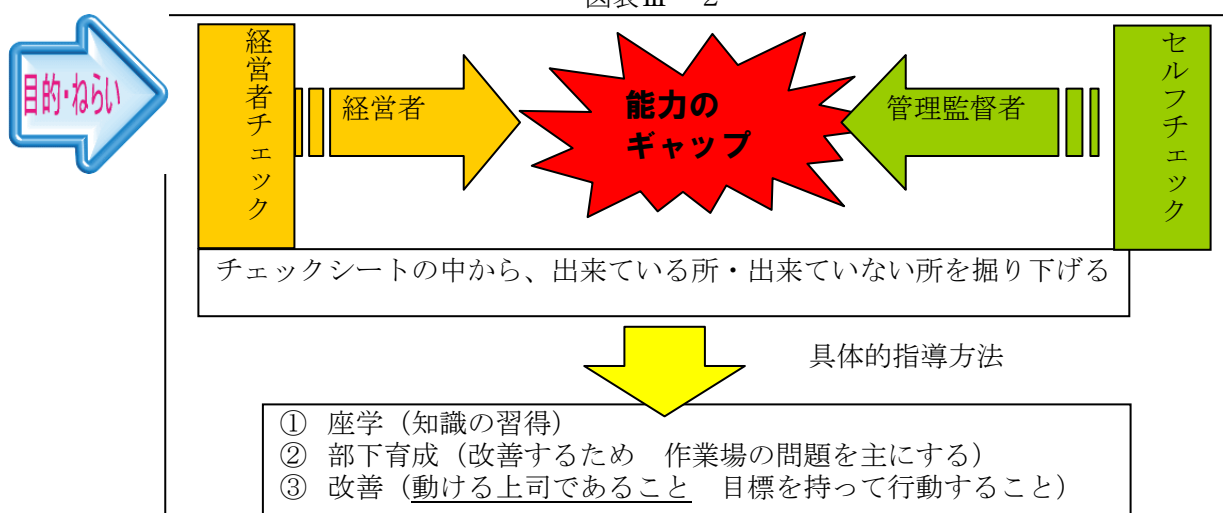 図表Ⅲ－2
目的・ねらい
経営者チェック
経営者
能力の
ギャップ
管理監督者
セルフチェック
チェックシートの中から、出来ている所・出来ていない所を掘り下げる
具体的指導方法
① 座学（知識の習得）
② 部下育成（改善するため　作業場の問題を主にする）
③ 改善（動ける上司であること　目標を持って行動すること）